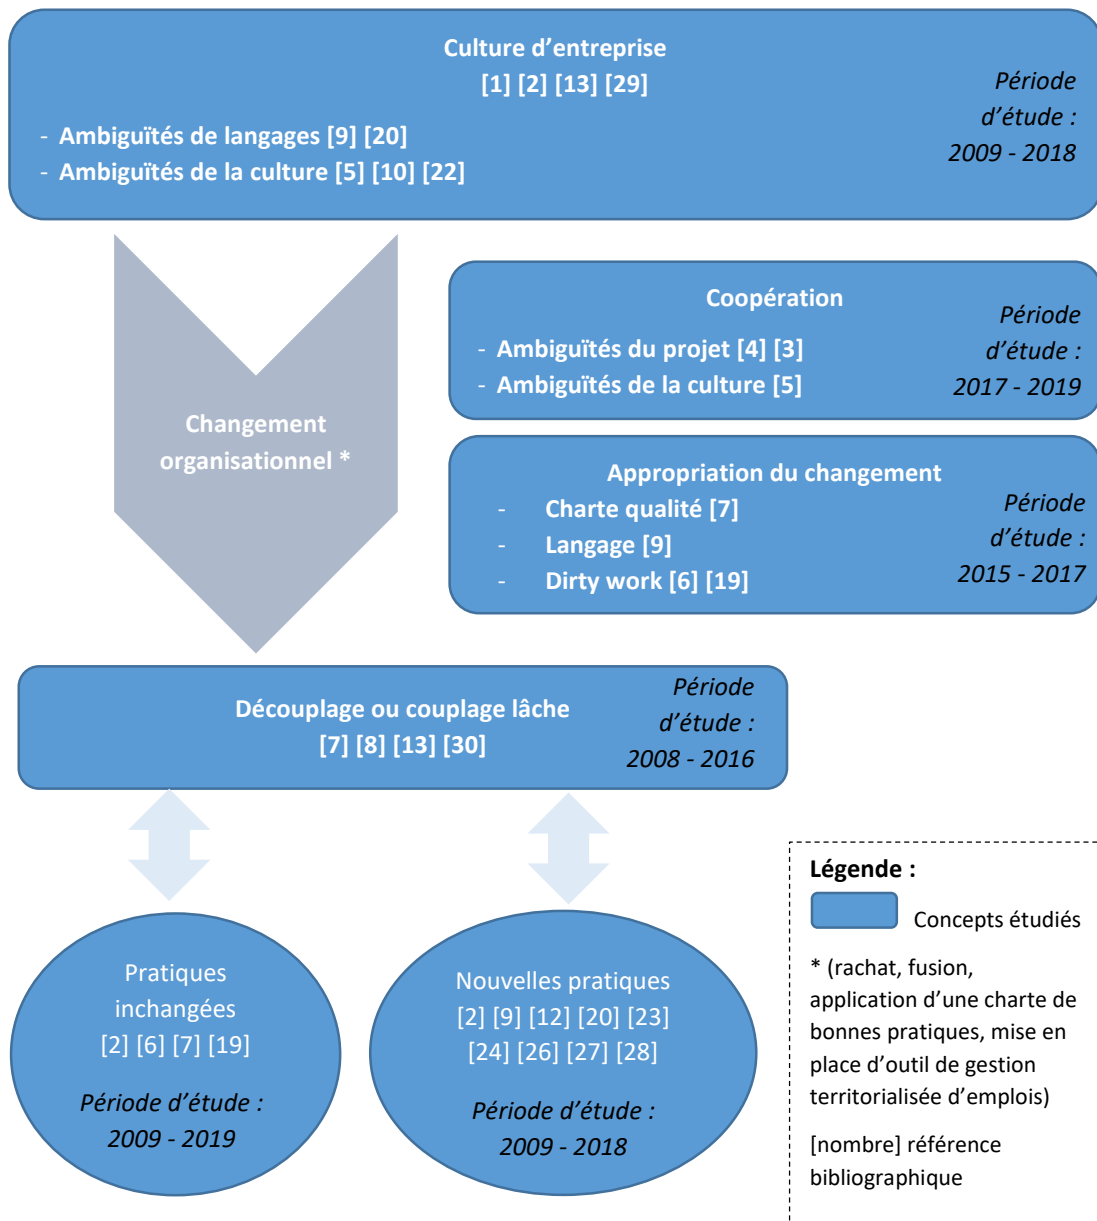 Culture d’entreprise
[1] [2] [13] [29]
- Ambiguïtés de langages [9] [20]
- Ambiguïtés de la culture [5] [10] [22]
Période
d’étude :
2009 - 2018
Changement
organisationnel *
Coopération
- Ambiguïtés du projet [4] [3]
- Ambiguïtés de la culture [5]
Période
d’étude :
2017 - 2019
Appropriation du changement
- Charte qualité [7]
- Langage [9]
- Dirty work [6] [19]
Période
d’étude :
2015 - 2017
Découplage ou couplage lâche
[7] [8] [13] [30]
Période
d’étude :
2008 - 2016
Pratiques
inchangées
[2] [6] [7] [19]
Période d’étude :
2009 - 2019
Nouvelles pratiques
[2] [9] [12] [20] [23]
[24] [26] [27] [28]
Période d’étude :
2009 - 2018
Légende :
Concepts étudiés
* (rachat, fusion,
application d’une charte de
bonnes pratiques, mise en
place d’outil de gestion
territorialisée d’emplois)
[nombre] référence
bibliographique